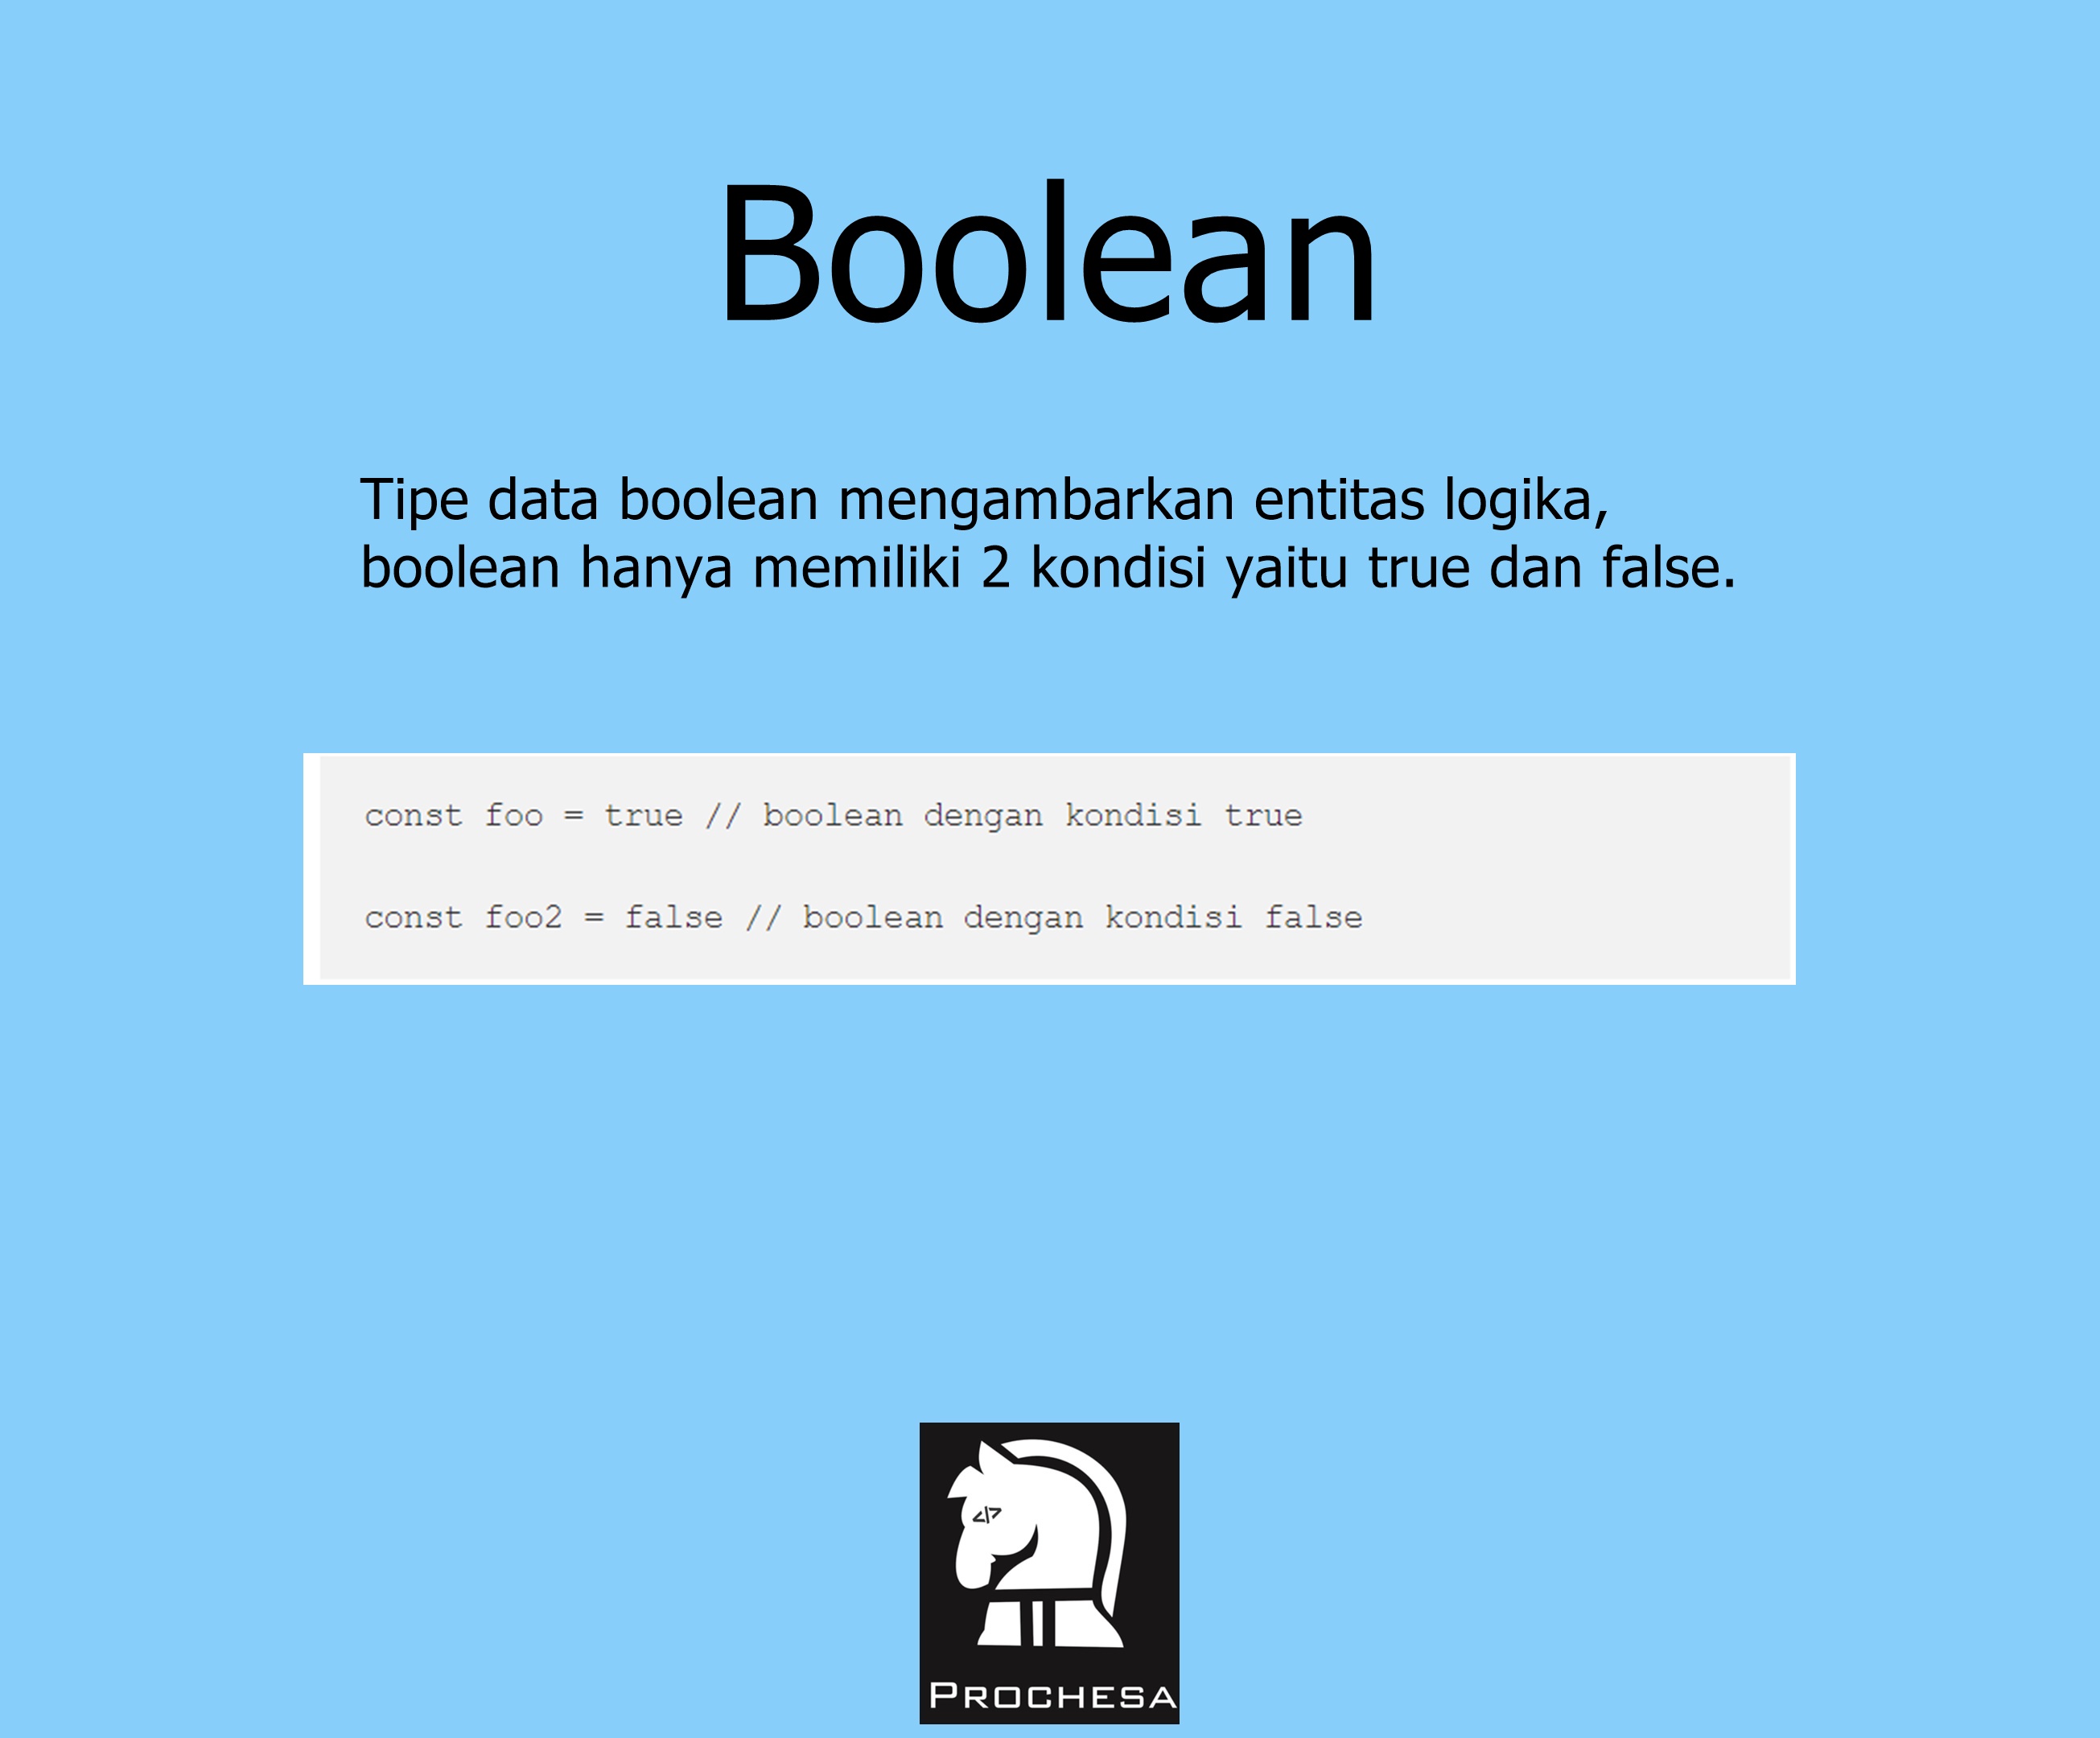 Boolean
Tipe data boolean mengambarkan entitas logika,
boolean hanya memiliki 2 kondisi yaitu true dan false.
const foo = true // boolean dengan kondisi true
const foo2 = false // boolean dengan kondisi false
</>
PROCHESA